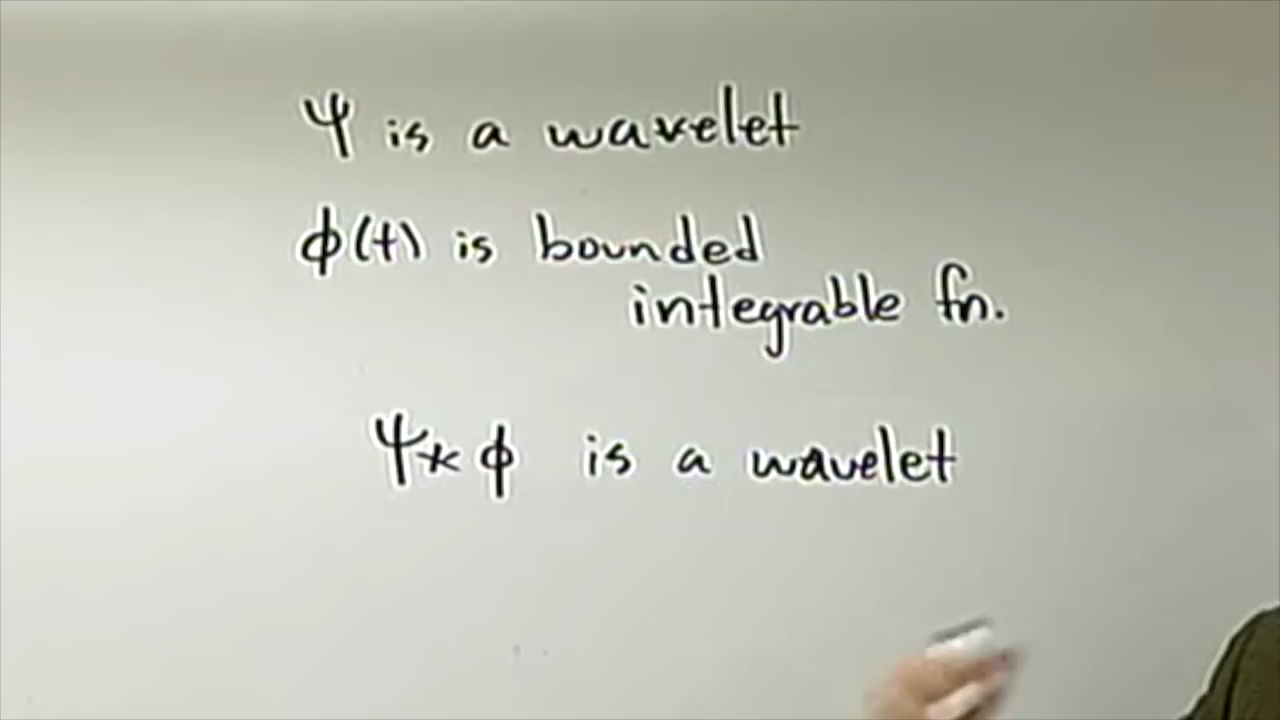 ψ is a wavelet
ϕ(t) is bounded
integrable fn.
ψ * ϕ is a wavelet